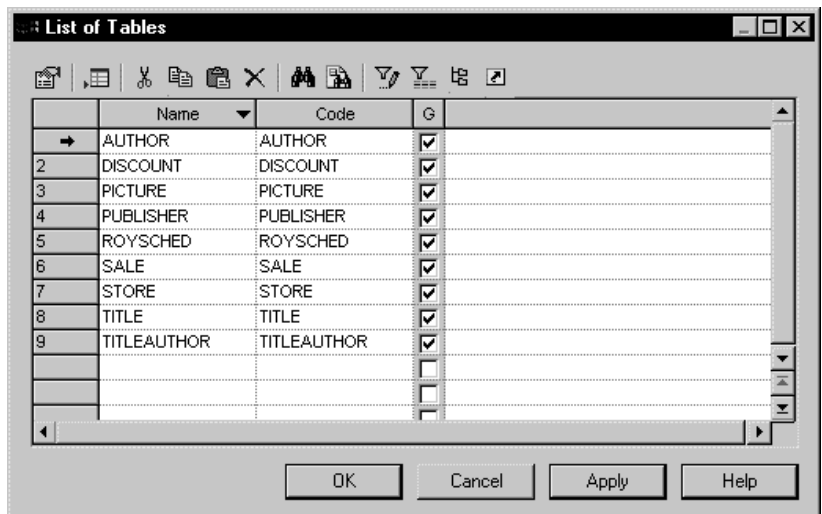 List of Tables
Name Code G
AUTHOR AUTHOR
2 DISCOUNT DISCOUNT
3 PICTURE PICTURE
4 PUBLISHER PUBLISHER
5 ROYSCHED ROYSCHED
6 SALE SALE
7 STORE STORE
8 TITLE TITLE
9 TITLEAUTHOR TITLEAUTHOR
OK Cancel Apply Help